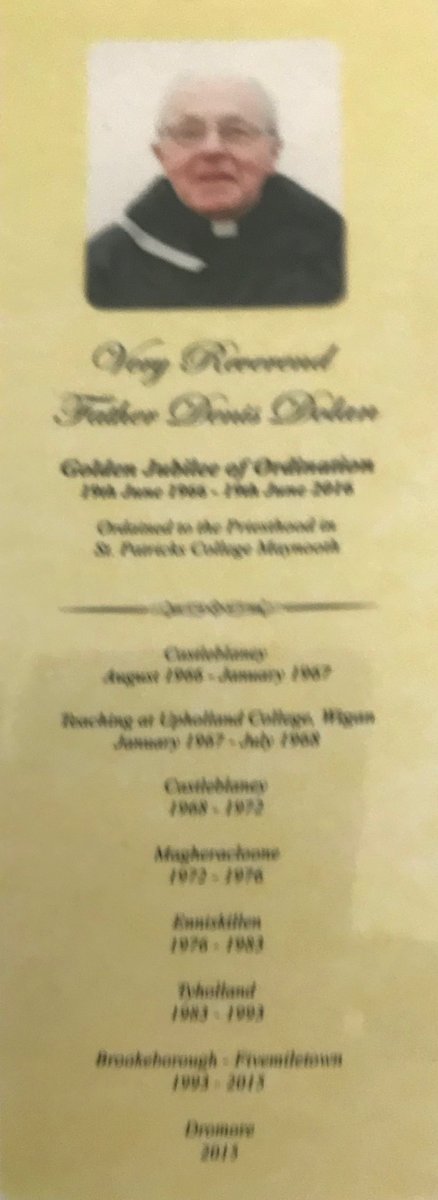 Very Reverend
Father Denis Dolan
Golden Jubilee of Ordination
19th June 1966 - 19th June 2016
Ordained to the Priesthood in
St. Patricks College Maynooth
Castleblaney
August 1966 - January 1967
Teaching at Upholland College, Wigan
January 1967 - July 1968
Castleblaney
1968 - 1972
Magheracloone
1972 - 1976
Enniskillen
1976 - 1983
Tyholland
1983 - 1993
Brookeborough - Fivemiletown
1993 - 2013
Dromore
2013